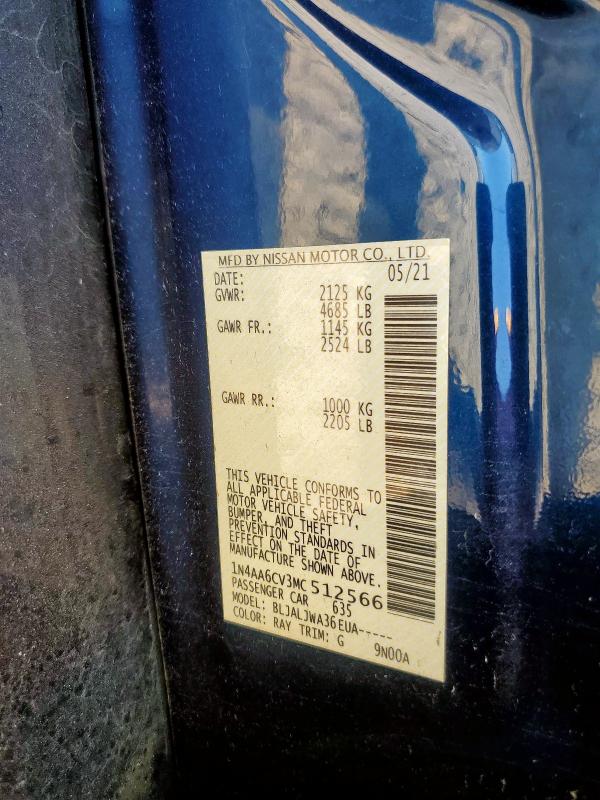 MFD BY NISSAN MOTOR CO., LTD.
DATE: 05/21
GVWR: 2125 KG
4685 LB
GAWR FR.: 1145 KG
2524 LB
GAWR RR.: 1000 KG
2205 LB
THIS VEHICLE CONFORMS TO
ALL APPLICABLE FEDERAL
MOTOR VEHICLE SAFETY,
BUMPER, AND THEFT
PREVENTION STANDARDS IN
EFFECT ON THE DATE OF
MANUFACTURE SHOWN ABOVE.
1N4AA6CV3MC512566
PASSENGER CAR 635
MODEL: BLJALJWA36EUA-----
COLOR: RAY TRIM: G 9N00A